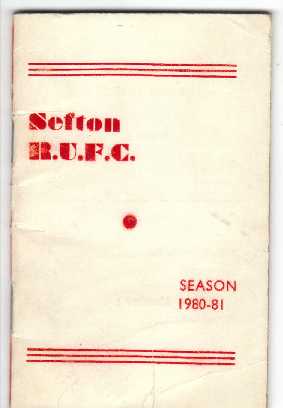 Sefton
R.U.F.C.
SEASON
1980-81